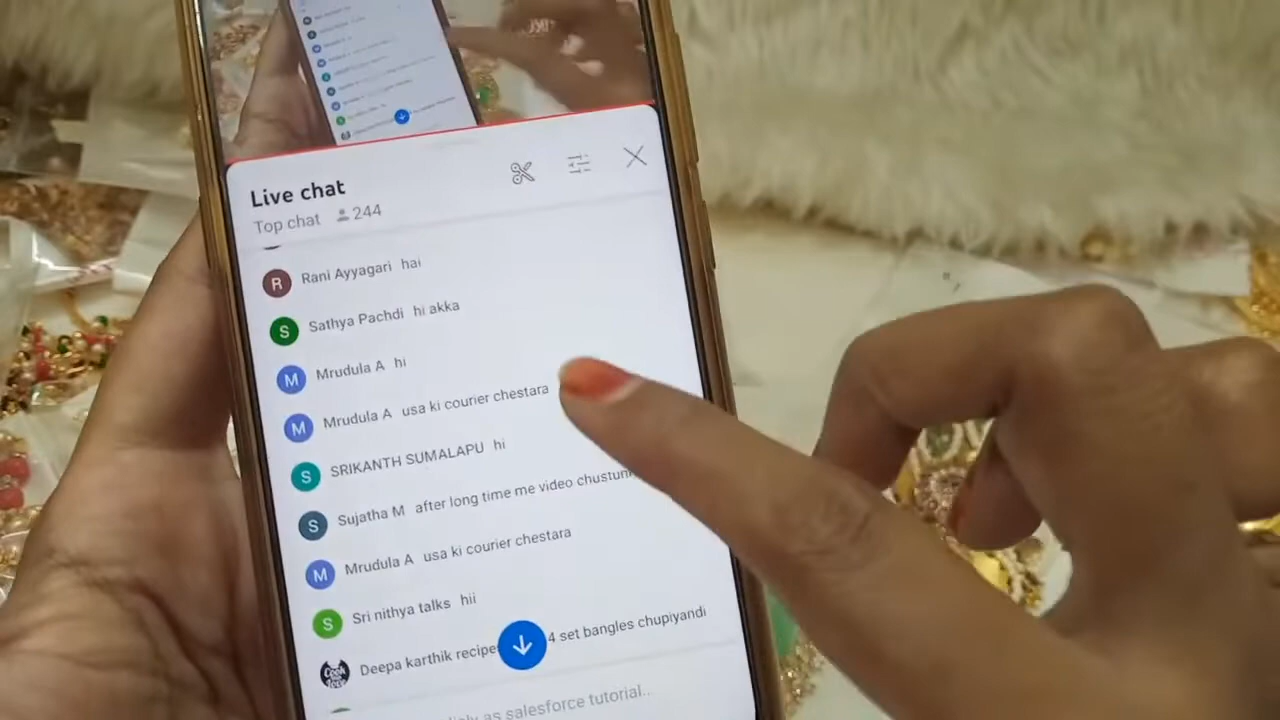 Live chat
Top chat 244
R Rani Ayyagari hai
S Sathya Pachdi hi akka
M Mrudula A hi
M Mrudula A usa ki courier chestara
S SRIKANTH SUMALAPU hi
S Sujatha M after long time me video
M Mrudula A usa ki courier chestara
S Sri nithya talks hii
Deepa karthik 4 set bangles chupiyandi
as salesforce tutorial..